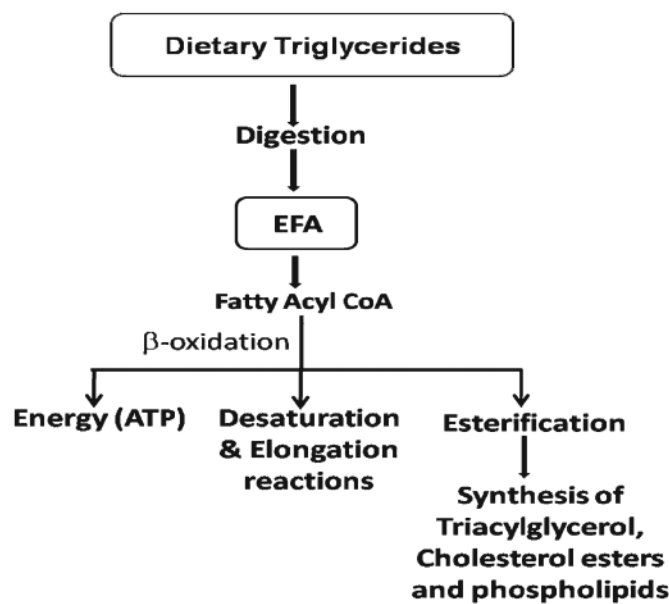 Dietary Triglycerides
Digestion
EFA
Fatty Acyl CoA
β-oxidation
Energy (ATP)
Desaturation
& Elongation
reactions
Esterification
Synthesis of
Triacylglycerol,
Cholesterol esters
and phospholipids